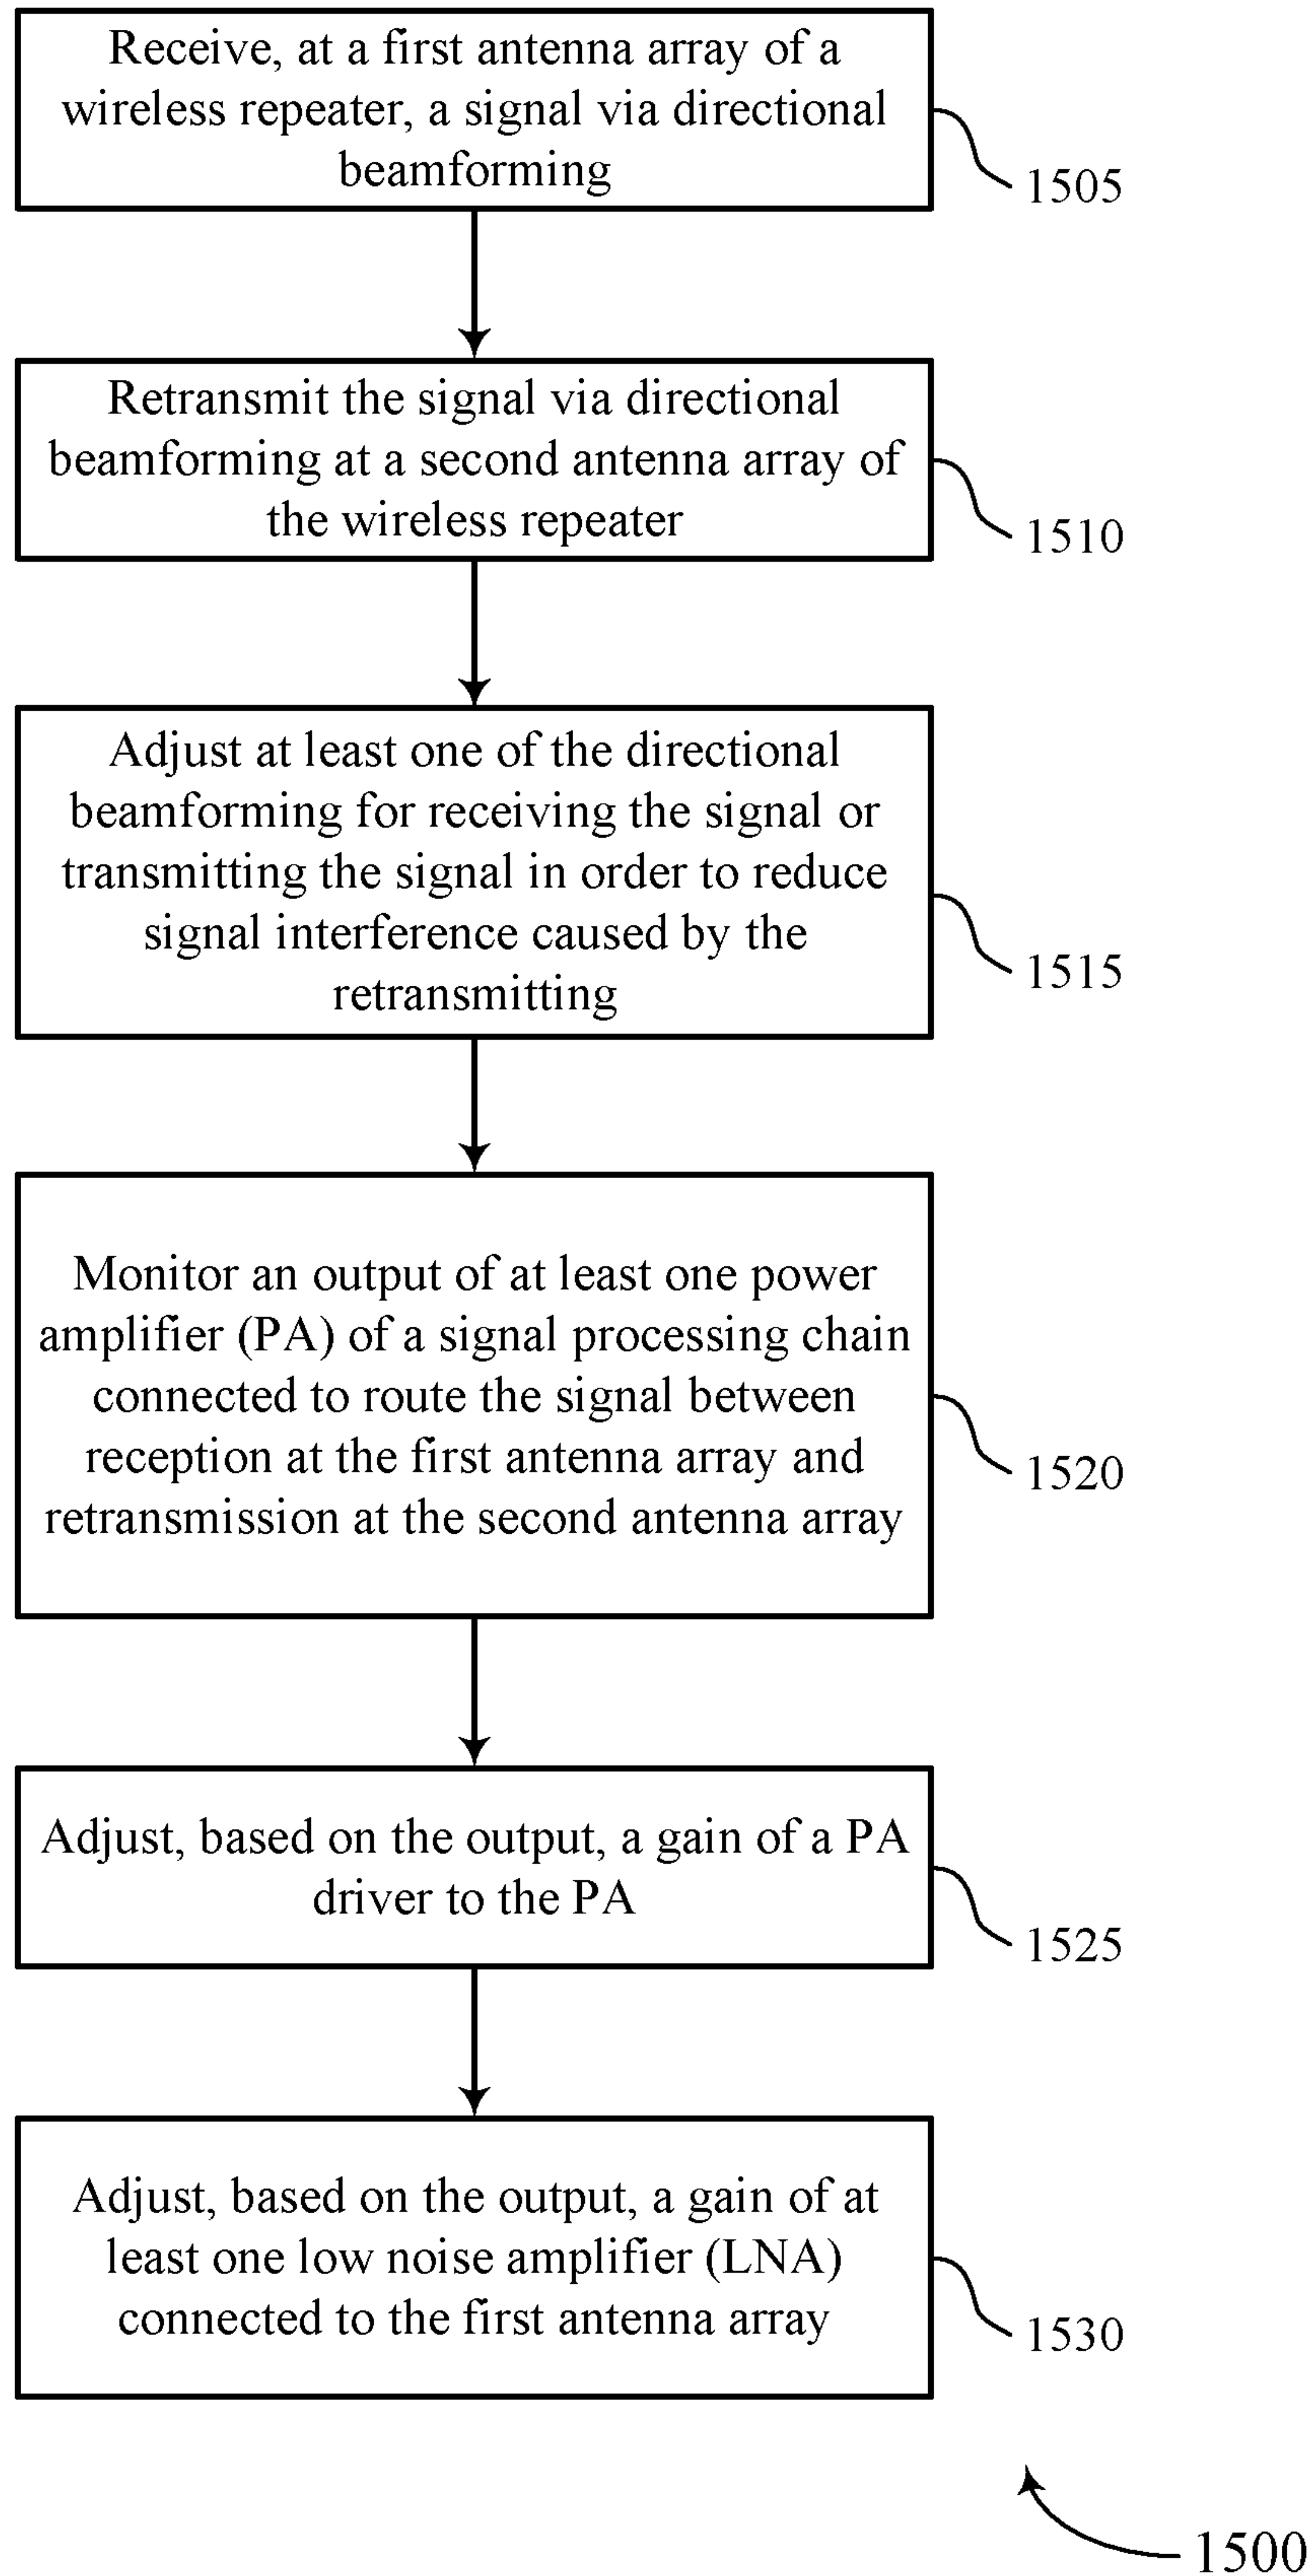 Receive, at a first antenna array of a
wireless repeater, a signal via directional
beamforming
1505
Retransmit the signal via directional
beamforming at a second antenna array of
the wireless repeater
1510
Adjust at least one of the directional
beamforming for receiving the signal or
transmitting the signal in order to reduce
signal interference caused by the
retransmitting
1515
Monitor an output of at least one power
amplifier (PA) of a signal processing chain
connected to route the signal between
reception at the first antenna array and
retransmission at the second antenna array
1520
Adjust, based on the output, a gain of a PA
driver to the PA
1525
Adjust, based on the output, a gain of at
least one low noise amplifier (LNA)
connected to the first antenna array
1530
1500